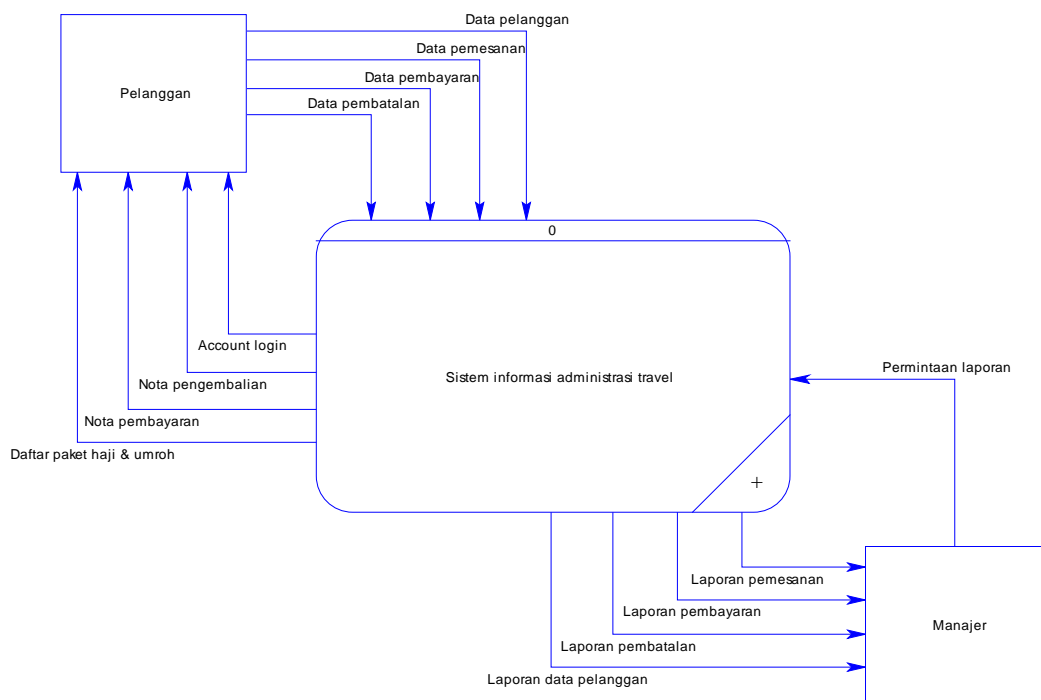 Data pelanggan
Data pemesanan
Data pembayaran
Data pembatalan
Pelanggan
0
Account login
Nota pengembalian
Nota pembayaran
Daftar paket haji & umroh
Sistem informasi administrasi travel
Permintaan laporan
+
Laporan pemesanan
Laporan pembayaran
Laporan pembatalan
Laporan data pelanggan
Manajer